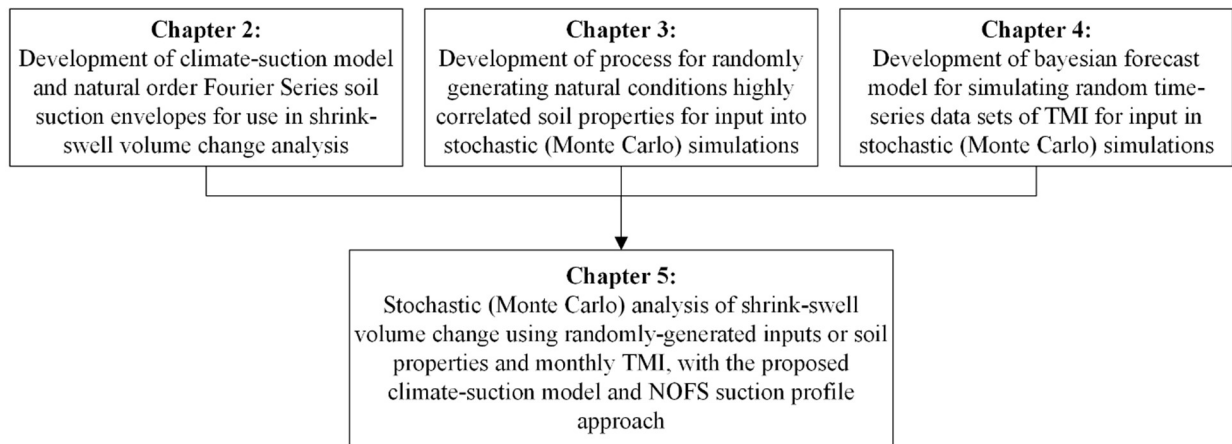 Chapter 2:
Development of climate-suction model
and natural order Fourier Series soil
suction envelopes for use in shrink-
swell volume change analysis
Chapter 3:
Development of process for randomly
generating natural conditions highly
correlated soil properties for input into
stochastic (Monte Carlo) simulations
Chapter 4:
Development of bayesian forecast
model for simulating random time-
series data sets of TMI for input in
stochastic (Monte Carlo) simulations
Chapter 5:
Stochastic (Monte Carlo) analysis of shrink-swell
volume change using randomly-generated inputs or soil
properties and monthly TMI, with the proposed
climate-suction model and NOFS suction profile
approach